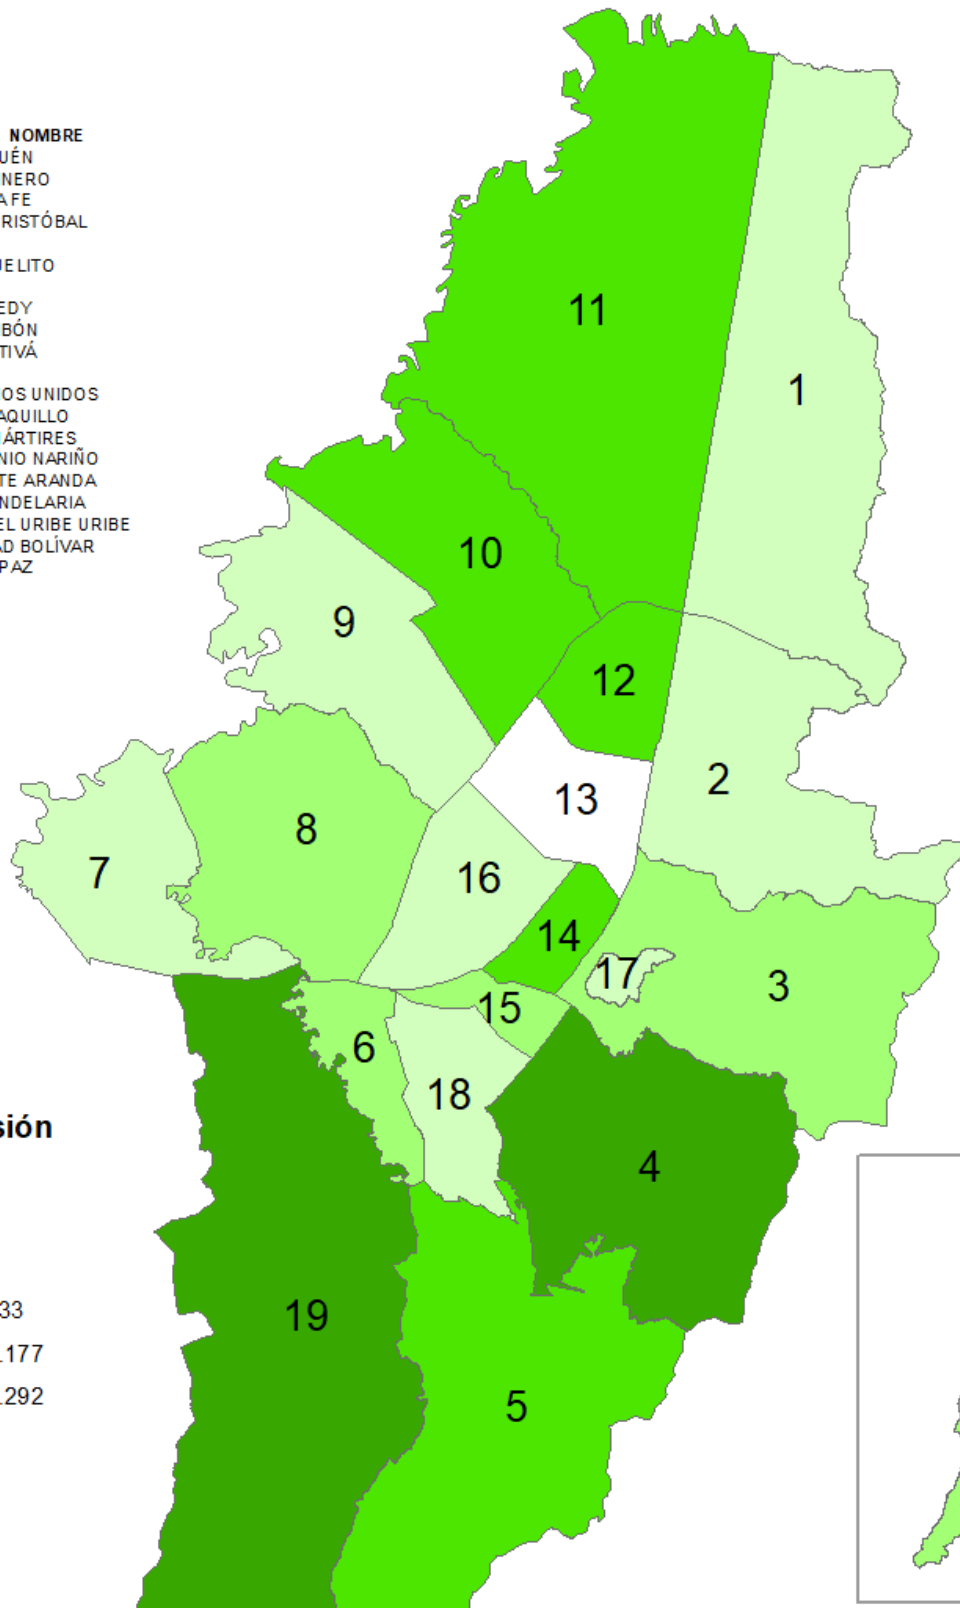 NOMBRE
UÉN
NERO
AFE
RISTÓBAL
UELITO
EDY
BÓN
TIVÁ
OS UNIDOS
AQUILLO
MÁRTIRES
NIO NARIÑO
TE ARANDA
NDELARIA
EL URIBE URIBE
AD BOLÍVAR
PAZ
11
1
10
9
12
2
13
8
7
16
14
17
3
15
6
18
4
sión
19
33
.177
.292
5